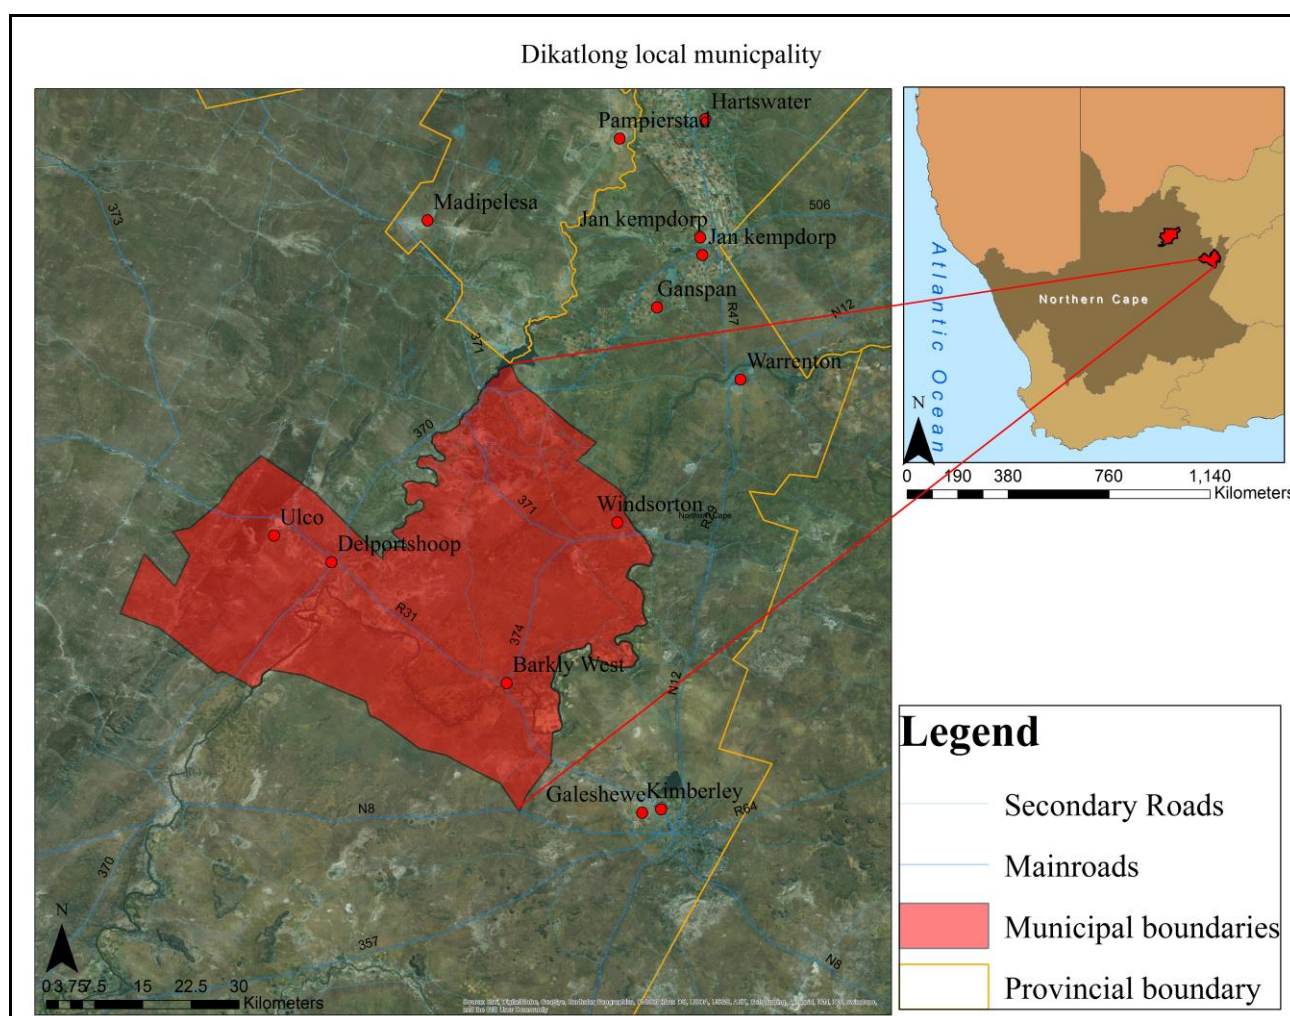 Dikatlong local municpality
Hartswater
Pampierstad
Madipelesa
373
506
Jan kempdorp
Jan kempdorp
Ganspan
R47
N12
371
Warrenton
370
Windsorton
371
Northern Cape
R29
Ulco
Delportshoop
R31
374
Barkly West
N12
Galeshewe
Kimberley
N8
R64
370
357
N8
N
0 3.75 7.5 15 22.5 30
Kilometers
Atlantic Ocean
Northern Cape
N
0 190 380 760 1,140
Kilometers
Legend
Secondary Roads
Mainroads
Municipal boundaries
Provincial boundary